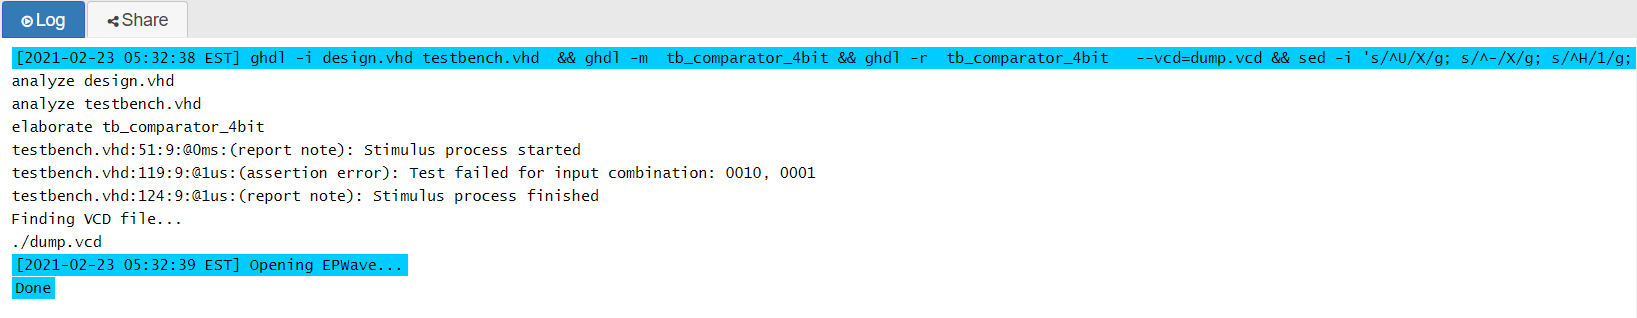 Log
Share
[2021-02-23 05:32:38 EST] ghdl -i design.vhd testbench.vhd  && ghdl -m  tb_comparator_4bit && ghdl -r  tb_comparator_4bit   --vcd=dump.vcd && sed -i 's/^U/X/g; s/^-/X/g; s/^H/1/g;
analyze design.vhd
analyze testbench.vhd
elaborate tb_comparator_4bit
testbench.vhd:51:9:@0ms:(report note): Stimulus process started
testbench.vhd:119:9:@1us:(assertion error): Test failed for input combination: 0010, 0001
testbench.vhd:124:9:@1us:(report note): Stimulus process finished
Finding VCD file...
./dump.vcd
[2021-02-23 05:32:39 EST] Opening EPWave...
Done